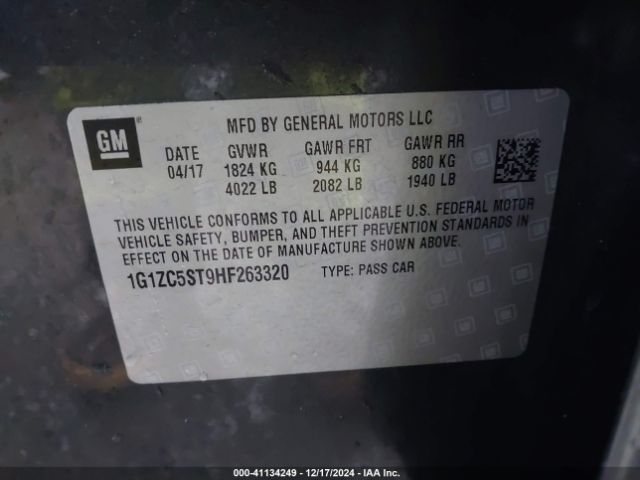 GM ®
MFD BY GENERAL MOTORS LLC
DATE GVWR GAWR FRT GAWR RR
04/17 1824 KG 944 KG 880 KG
4022 LB 2082 LB 1940 LB
THIS VEHICLE CONFORMS TO ALL APPLICABLE U.S. FEDERAL MOTOR
VEHICLE SAFETY, BUMPER, AND THEFT PREVENTION STANDARDS IN
EFFECT ON THE DATE OF MANUFACTURE SHOWN ABOVE.
1G1ZC5ST9HF263320 TYPE: PASS CAR
000-41134249 - 12/17/2024 - IAA Inc.